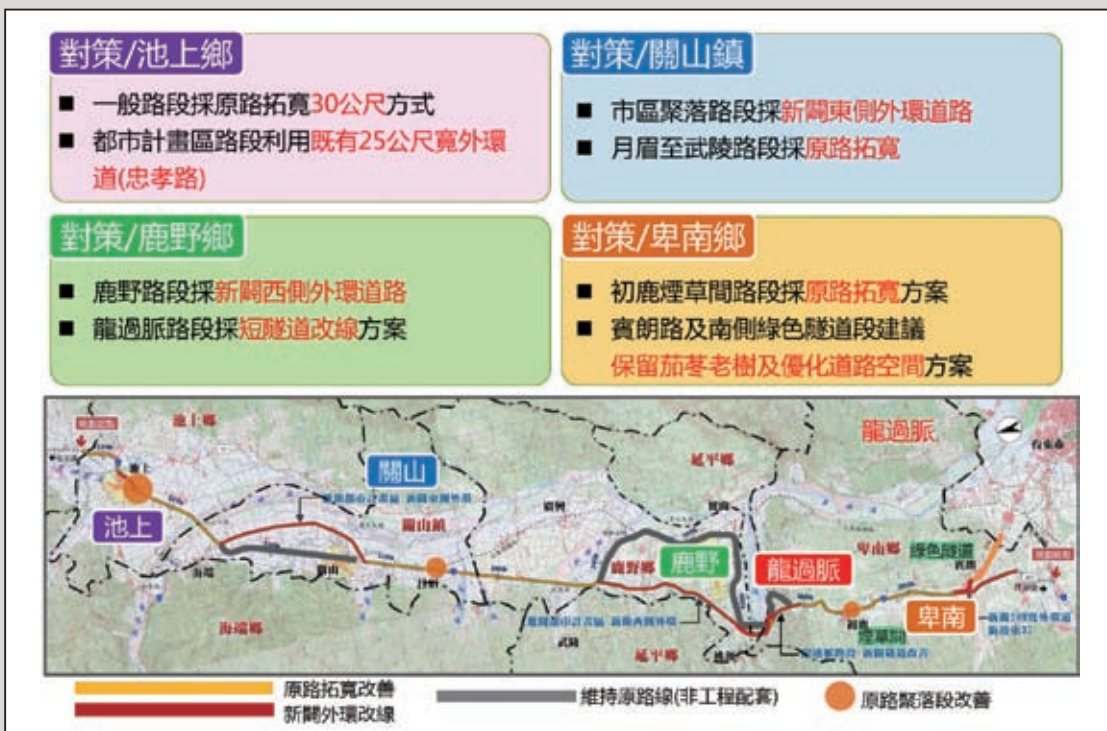 對策/池上鄉
■ 一般路段採原路拓寬30公尺方式
■ 都市計畫區路段利用既有25公尺寬外環
道(忠孝路)
對策/關山鎮
■ 市區聚落路段採新闢東側外環道路
■ 月眉至武陵路段採原路拓寬
對策/鹿野鄉
■ 鹿野路段採新闢西側外環道路
■ 龍過脈路段採短隧道改線方案
對策/卑南鄉
■ 初鹿煙草間路段採原路拓寬方案
■ 賓朗路及南側綠色隧道段建議
保留茄苳老樹及優化道路空間方案
池上鄉
龍過脈
延平鄉
台東市
關山
池上
關山鎮
鹿野鄉
鹿野
龍過脈
卑南鄉
綠色隧道
卑南
海端
海端鄉
武陵
延平鄉
煙草間
原路拓寬改善
新闢外環改線
維持原路線(非工程配套)
原路聚落段改善